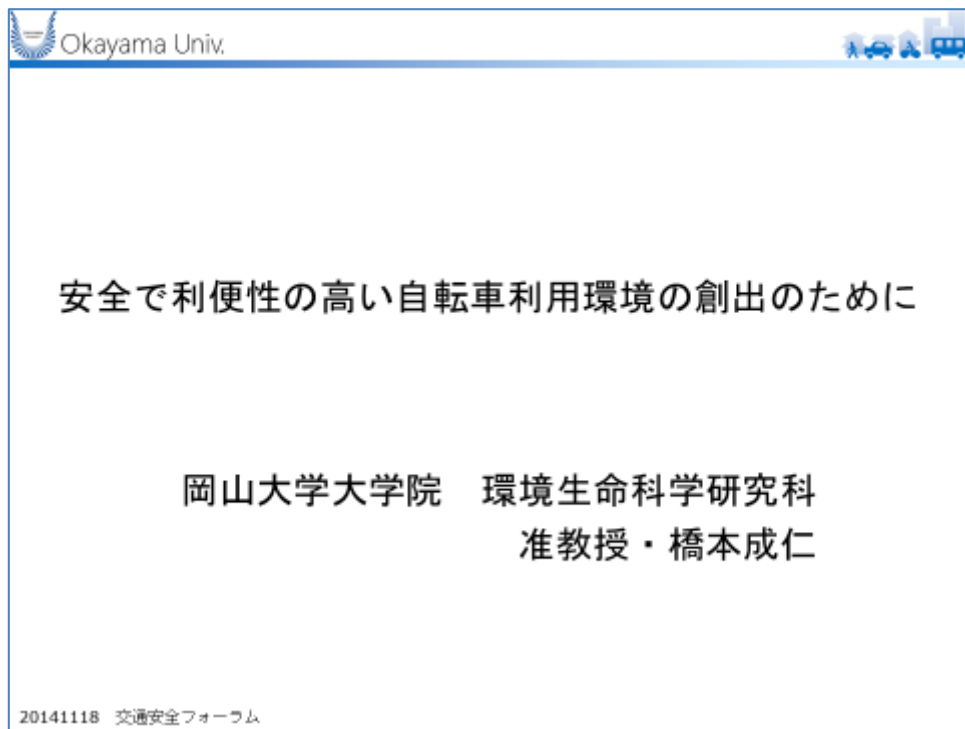 Okayama Univ.
安全で利便性の高い自転車利用環境の創出のために
岡山大学大学院　環境生命科学研究科
准教授・橋本成仁
20141118　交通安全フォーラム